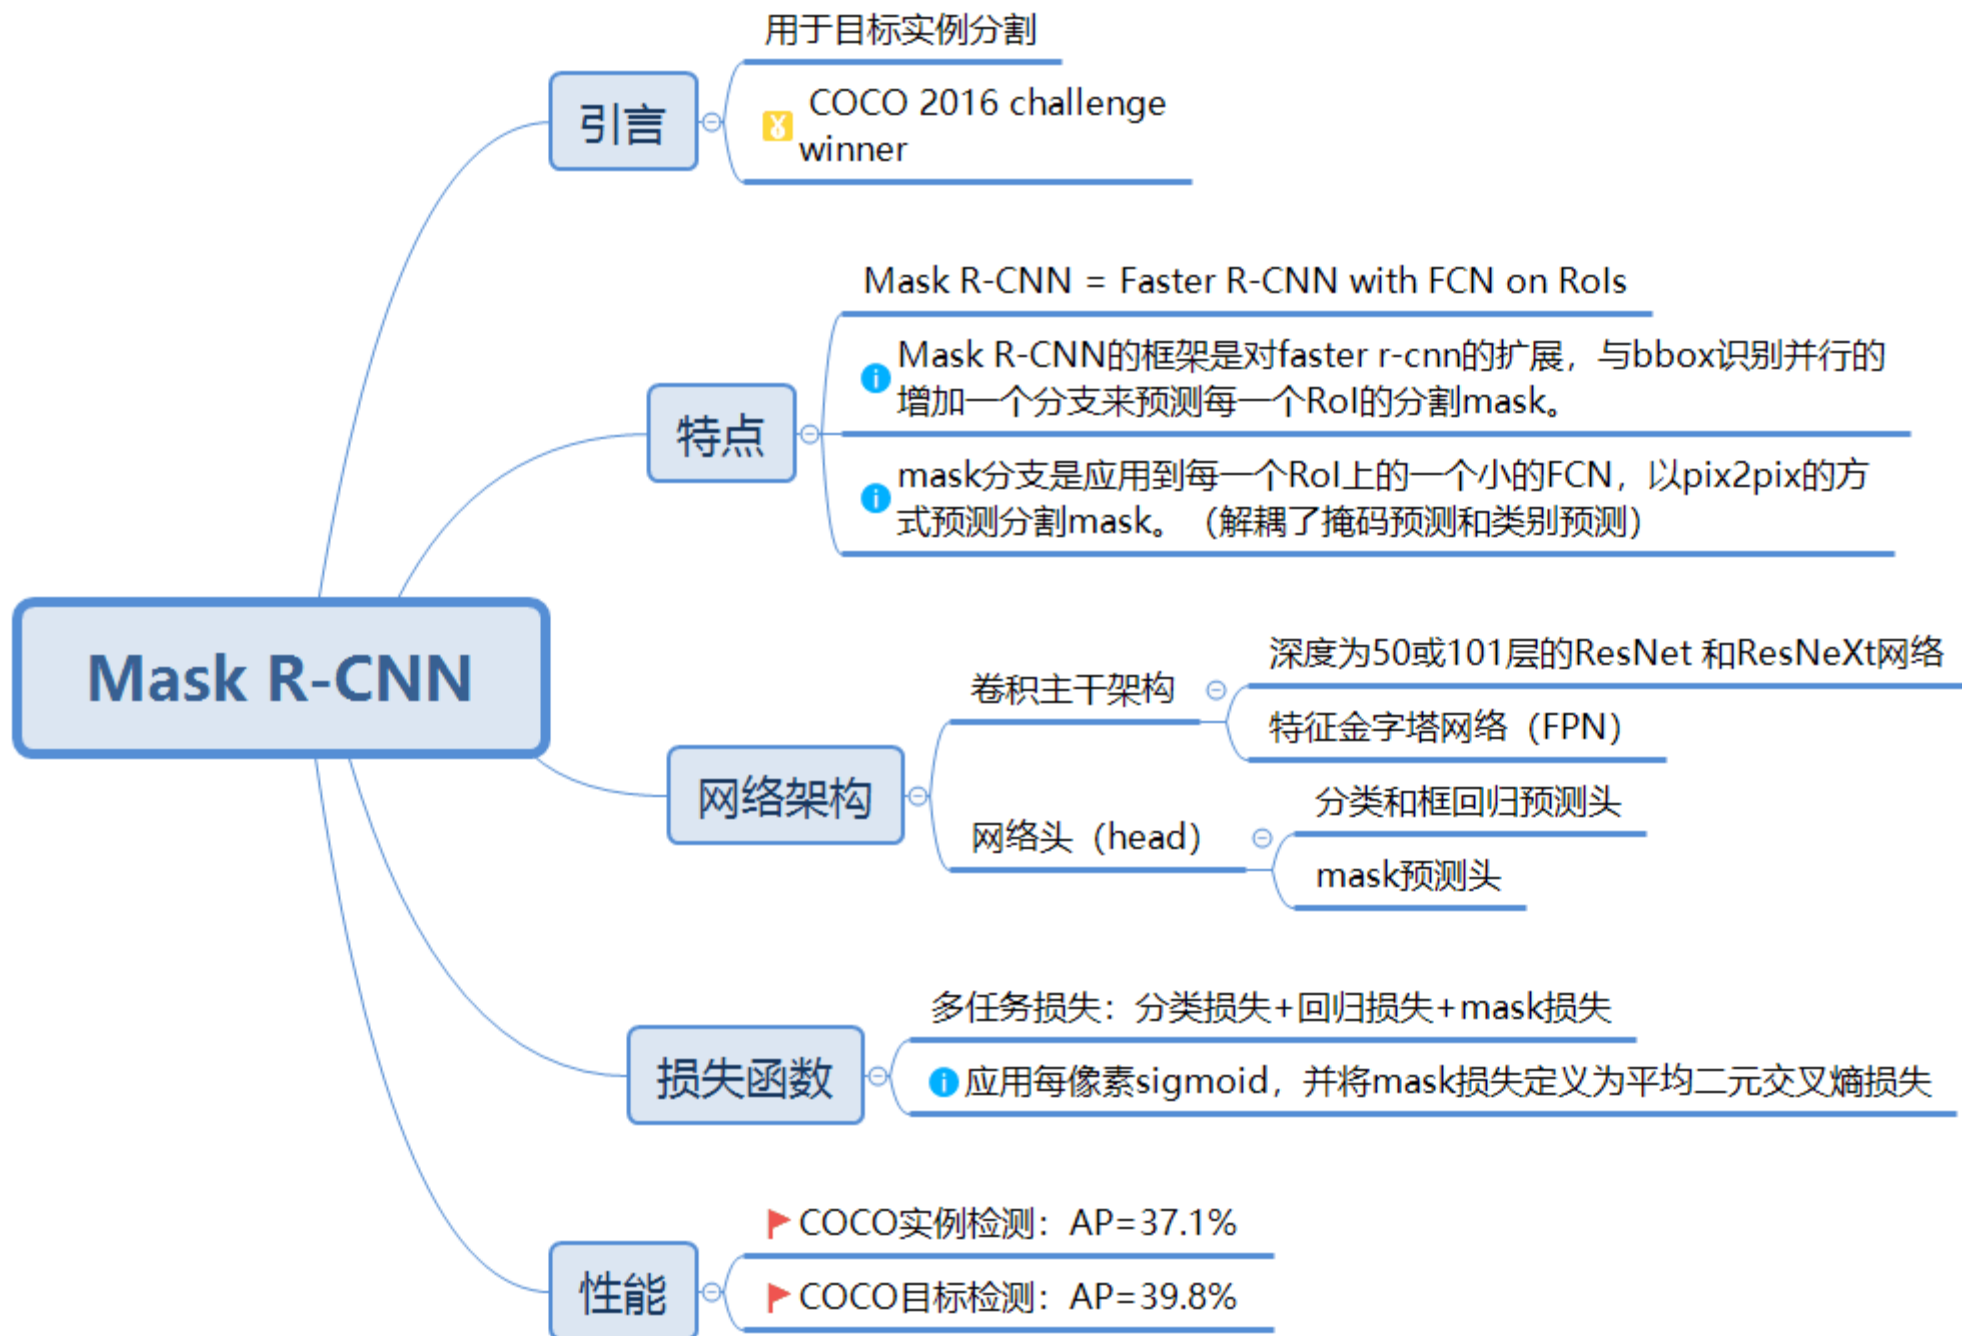 用于目标实例分割
COCO 2016 challenge
winner
引言
Mask R-CNN = Faster R-CNN with FCN on RoIs
Mask R-CNN的框架是对faster r-cnn的扩展，与bbox识别并行的
增加一个分支来预测每一个RoI的分割mask。
特点
mask分支是应用到每一个RoI上的一个小的FCN，以pix2pix的方
式预测分割mask。（解耦了掩码预测和类别预测）
Mask R-CNN
深度为50或101层的ResNet 和ResNeXt网络
卷积主干架构
特征金字塔网络（FPN）
网络架构
分类和框回归预测头
网络头（head）
mask预测头
多任务损失：分类损失+回归损失+mask损失
损失函数
应用每像素sigmoid，并将mask损失定义为平均二元交叉熵损失
COCO实例检测：AP=37.1%
性能
COCO目标检测：AP=39.8%